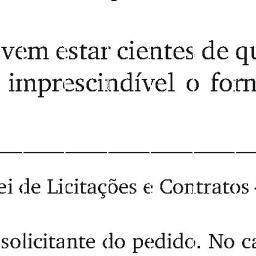 vem estar cientes de qu
imprescindível o forn
ei de Licitações e Contratos
solicitante do pedido. No ca